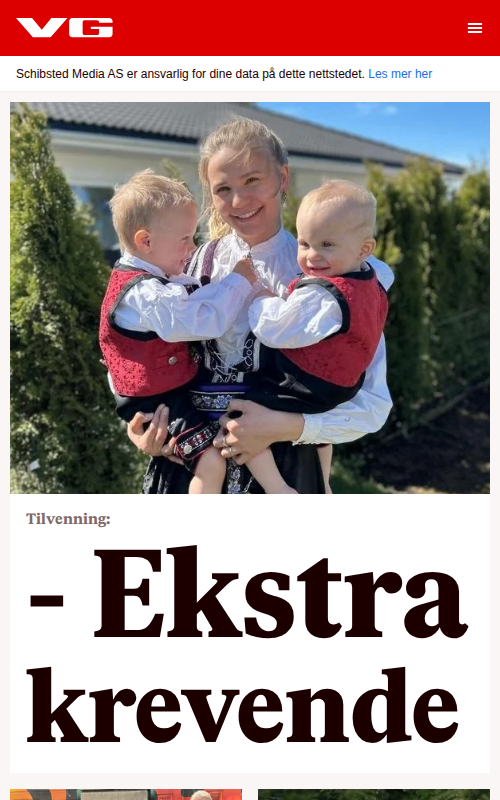 VG
Schibsted Media AS er ansvarlig for dine data på dette nettstedet. Les mer her
Tilvenning:
- Ekstra
krevende